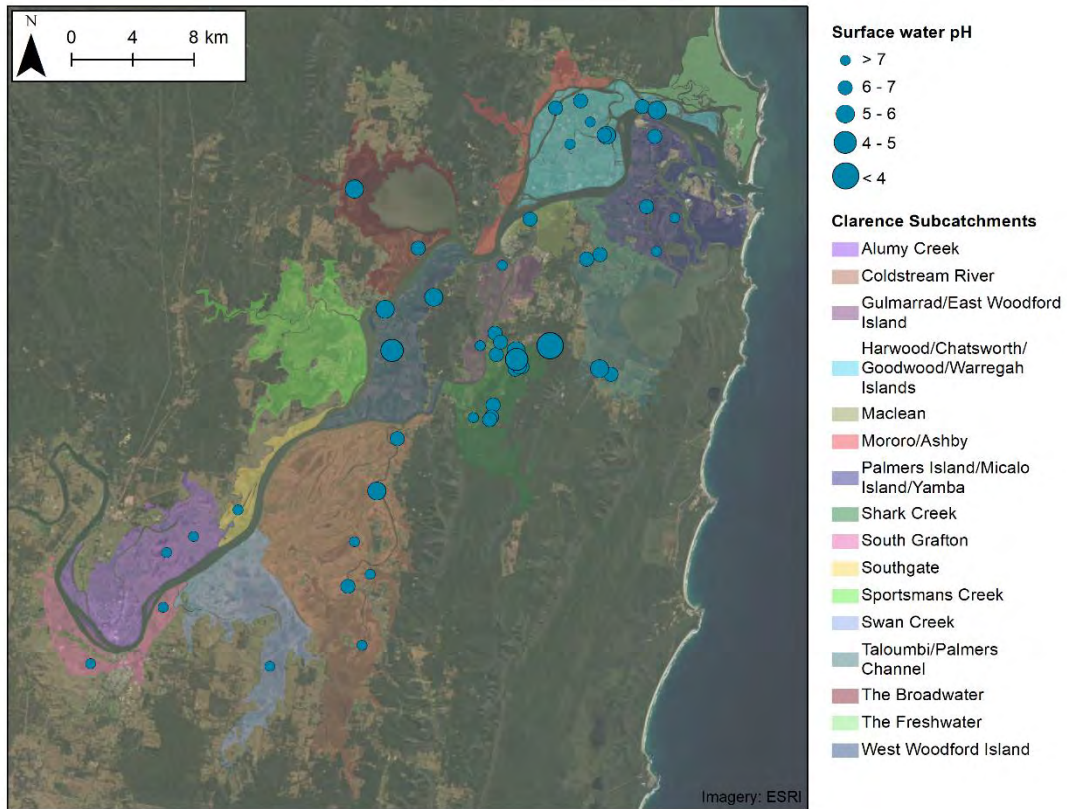 N
0 4 8 km
Imagery: ESRI
Surface water pH
> 7
6 - 7
5 - 6
4 - 5
< 4
Clarence Subcatchments
Alumy Creek
Coldstream River
Gulmarrad/East Woodford
Island
Harwood/Chatsworth/
Goodwood/Warregah
Islands
Maclean
Mororo/Ashby
Palmers Island/Micalo
Island/Yamba
Shark Creek
South Grafton
Southgate
Sportsmans Creek
Swan Creek
Taloumbi/Palmers
Channel
The Broadwater
The Freshwater
West Woodford Island